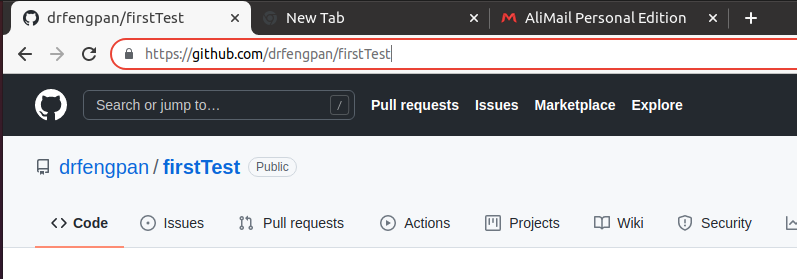 drfengpan/firstTest New Tab AliMail Personal Edition
https://github.com/drfengpan/firstTest
Search or jump to… / Pull requests Issues Marketplace Explore
drfengpan / firstTest Public
Code Issues Pull requests Actions Projects Wiki Security